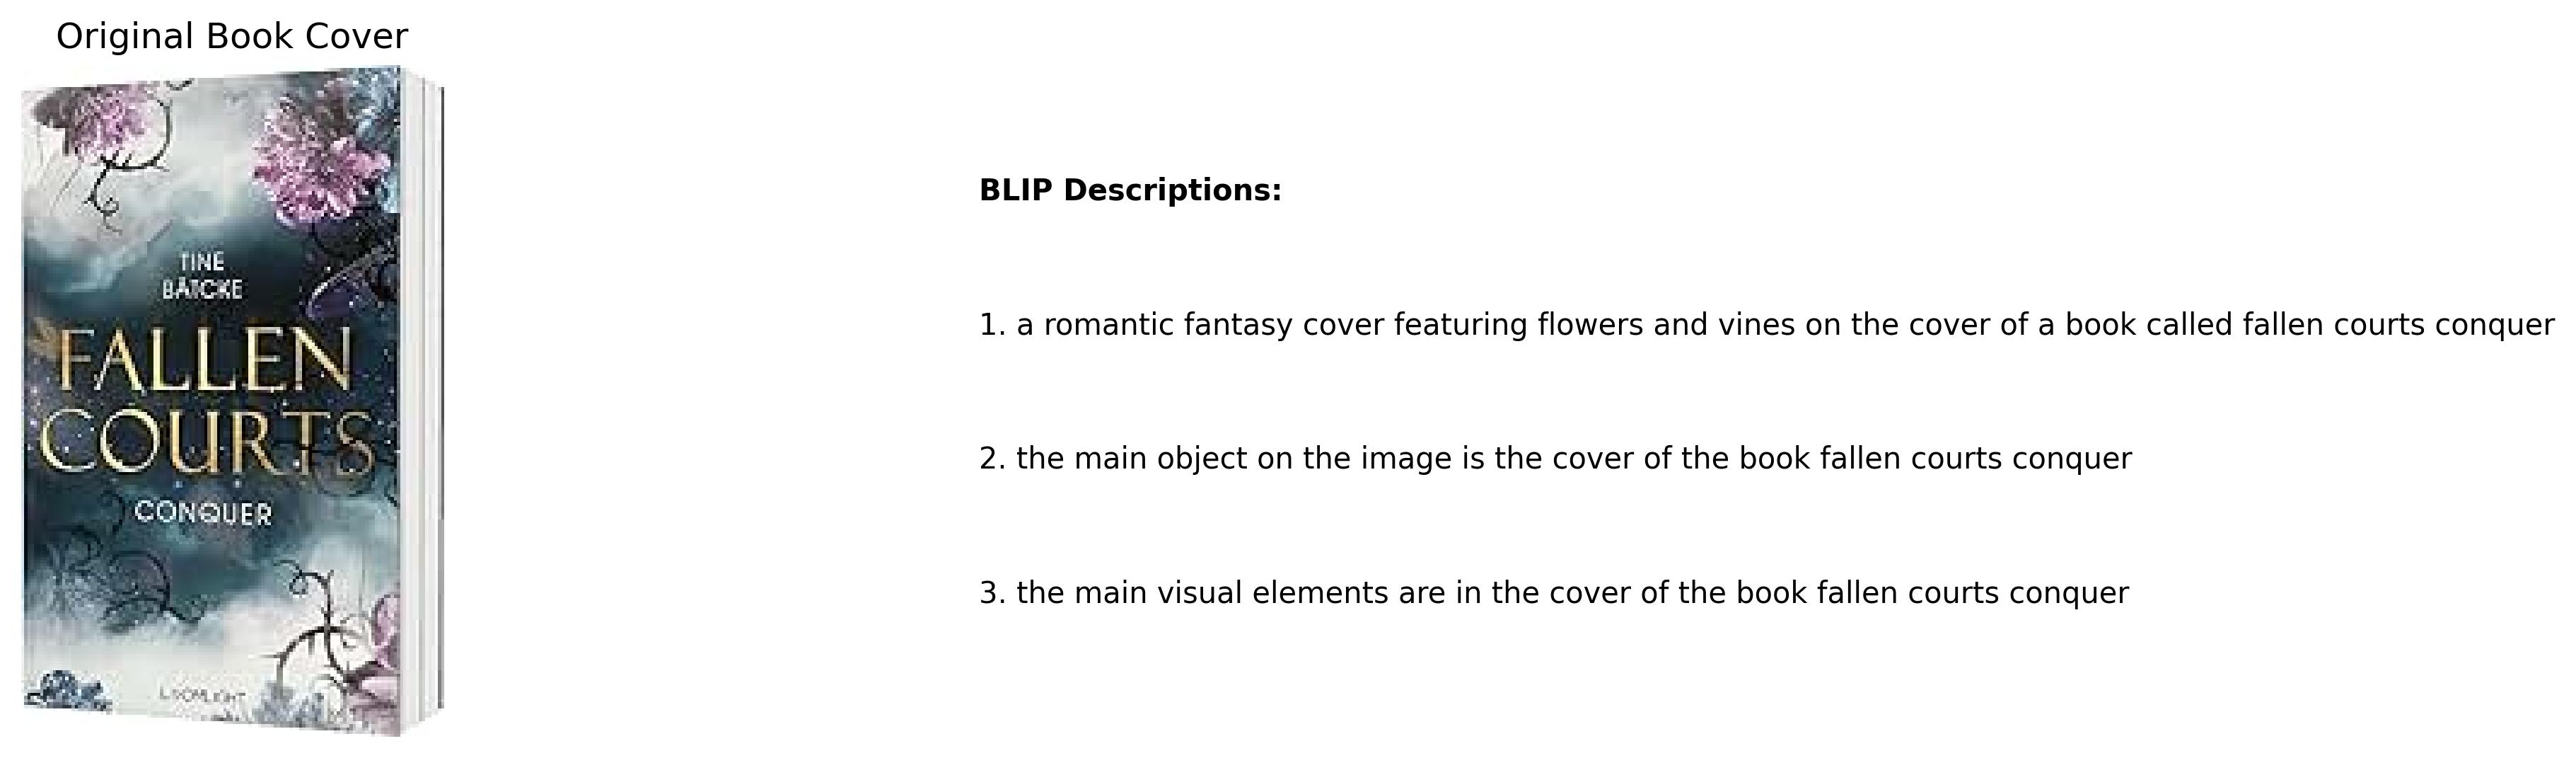 Original Book Cover
TINE
BÄTCKE
FALLEN
COURTS
CONQUER
LOOMLIGHT
BLIP Descriptions:
1. a romantic fantasy cover featuring flowers and vines on the cover of a book called fallen courts conquer
2. the main object on the image is the cover of the book fallen courts conquer
3. the main visual elements are in the cover of the book fallen courts conquer